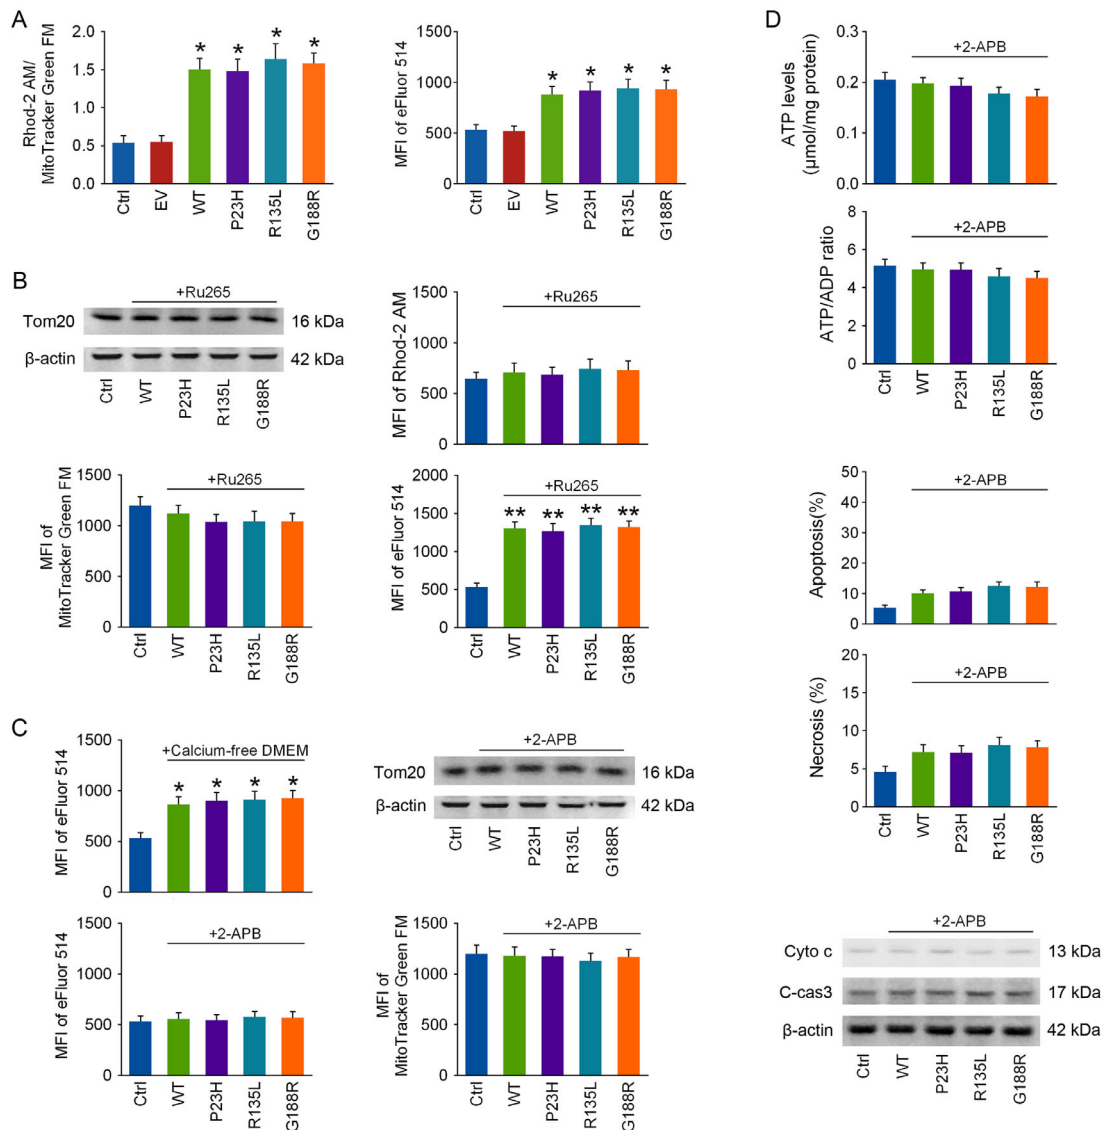 A
Rhod-2 AM/
MitoTracker Green FM
2.0
1.5
1.0
0.5
0.0
*
*
*
*
Ctrl
EV
WT
P23H
R135L
G188R
MFI of eFluor 514
1500
1000
500
0
*
*
*
*
Ctrl
EV
WT
P23H
R135L
G188R
B
+Ru265
Tom20
16 kDa
β-actin
42 kDa
Ctrl
WT
P23H
R135L
G188R
MFI of Rhod-2 AM
1500
1000
500
0
+Ru265
MFI of
MitoTracker Green FM
1500
1000
500
0
+Ru265
Ctrl
WT
P23H
R135L
G188R
MFI of eFluor 514
2000
1500
1000
500
0
+Ru265
**
**
**
**
Ctrl
WT
P23H
R135L
G188R
C
MFI of eFluor 514
1500
1000
500
0
+Calcium-free DMEM
*
*
*
*
+2-APB
Tom20
16 kDa
β-actin
42 kDa
Ctrl
WT
P23H
R135L
G188R
MFI of eFluor 514
1500
1000
500
0
+2-APB
Ctrl
WT
P23H
R135L
G188R
MFI of
MitoTracker Green FM
1500
1000
500
0
+2-APB
Ctrl
WT
P23H
R135L
G188R
D
ATP levels
(μmol/mg protein)
0.3
0.2
0.1
0.0
+2-APB
ATP/ADP ratio
8
6
4
2
0
+2-APB
Ctrl
WT
P23H
R135L
G188R
Apoptosis(%)
50
40
30
20
10
0
+2-APB
Necrosis (%)
20
15
10
5
0
+2-APB
Ctrl
WT
P23H
R135L
G188R
+2-APB
Cyto c
13 kDa
C-cas3
17 kDa
β-actin
42 kDa
Ctrl
WT
P23H
R135L
G188R